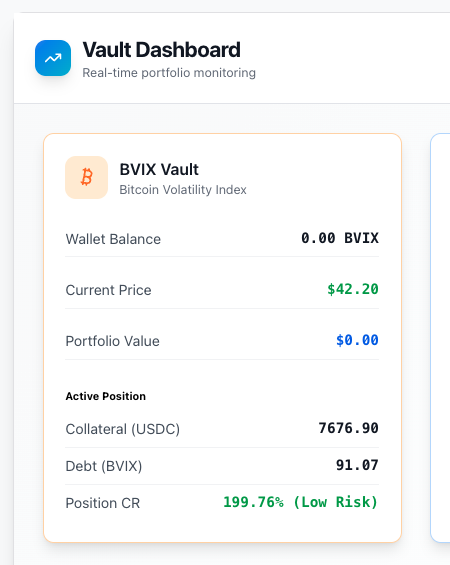 Vault Dashboard
Real-time portfolio monitoring
BVIX Vault
Bitcoin Volatility Index
Wallet Balance 0.00 BVIX
Current Price $42.20
Portfolio Value $0.00
Active Position
Collateral (USDC) 7676.90
Debt (BVIX) 91.07
Position CR 199.76% (Low Risk)